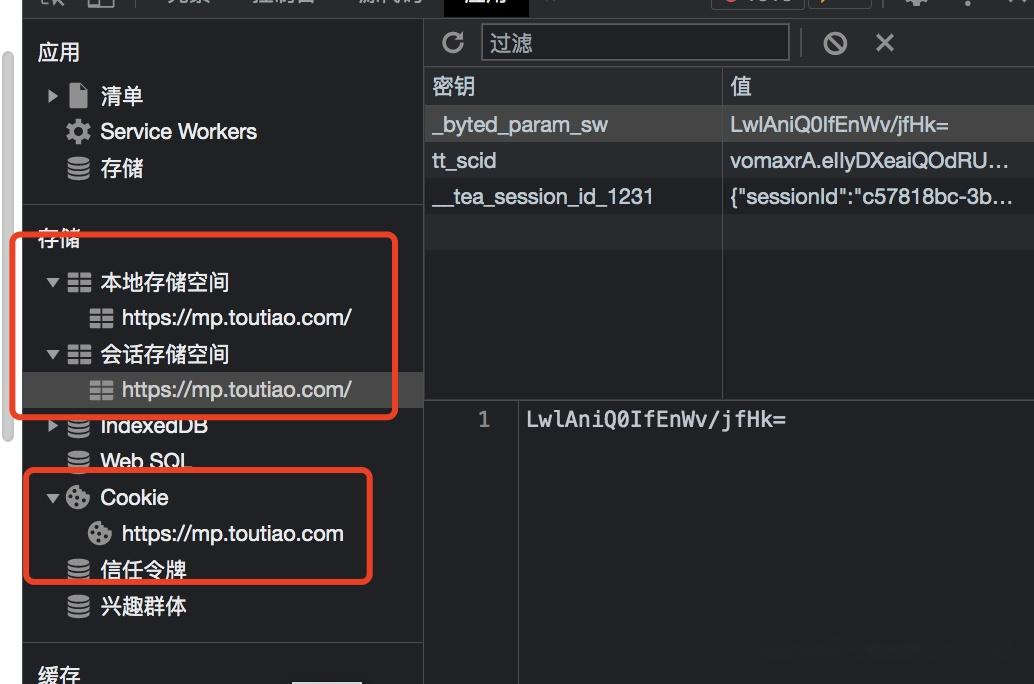 应用
过滤
应用
清单
Service Workers
存储
存储
本地存储空间
https://mp.toutiao.com/
会话存储空间
https://mp.toutiao.com/
IndexedDB
Web SQL
Cookie
https://mp.toutiao.com
信任令牌
兴趣群体
缓存
密钥 值
_byted_param_sw LwlAniQ0IfEnWv/jfHk=
tt_scid vomaxrA.eIlyDXeaiQOdRU...
__tea_session_id_1231 {"sessionId":"c57818bc-3b...
1 LwlAniQ0IfEnWv/jfHk=